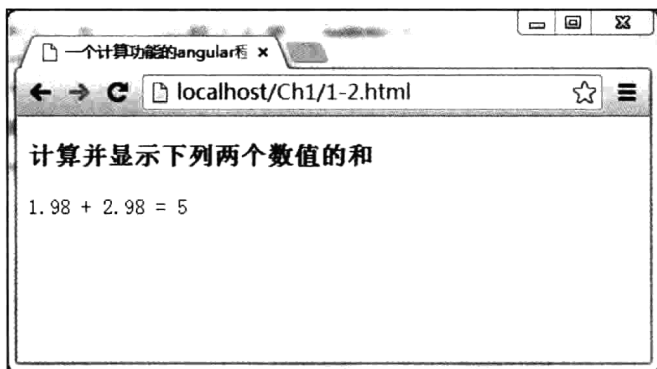 一个计算功能的angular程
localhost/Ch1/1-2.html
计算并显示下列两个数值的和
1.98 + 2.98 = 5